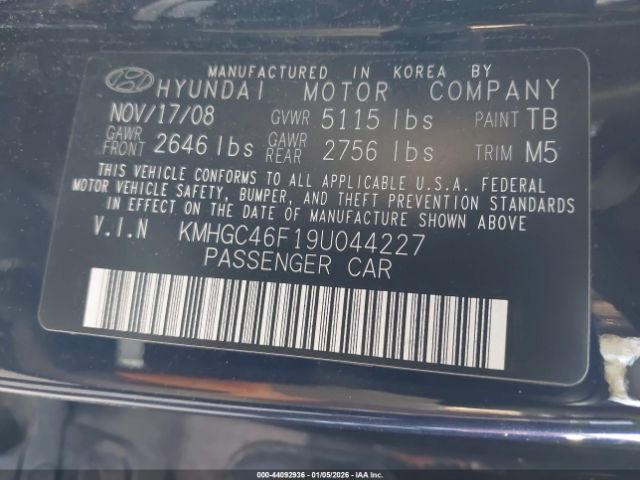 MANUFACTURED IN KOREA BY
HYUNDAI MOTOR COMPANY
NOV/17/08 GVWR 5115 lbs PAINT TB
GAWR FRONT 2646 lbs GAWR REAR 2756 lbs TRIM M5
THIS VEHICLE CONFORMS TO ALL APPLICABLE U.S.A. FEDERAL
MOTOR VEHICLE SAFETY, BUMPER, AND THEFT PREVENTION STANDARDS
IN EFFECT ON THE DATE OF MANUFACTURE SHOWN ABOVE
V.I.N KMHGC46F19U044227
PASSENGER CAR
000-44092936 - 01/05/2026 - IAA Inc.